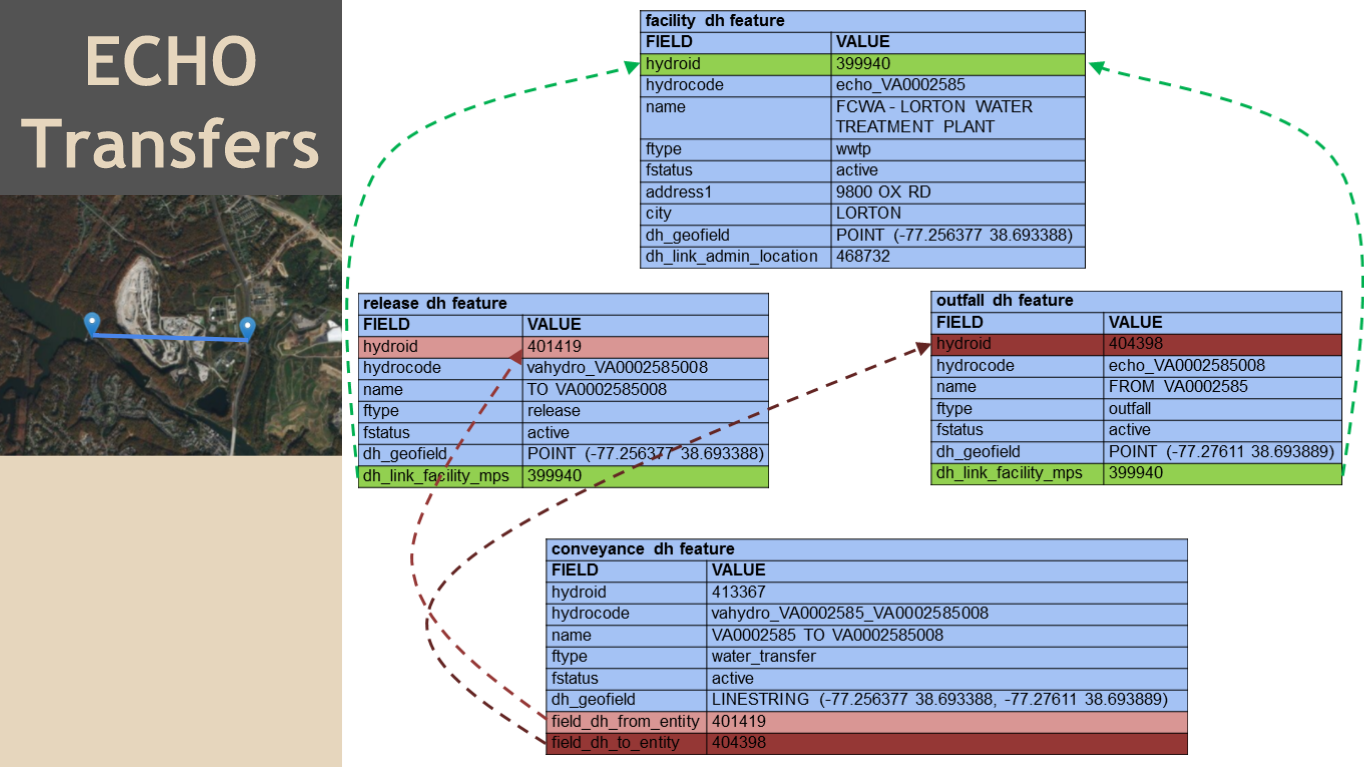 ECHO
Transfers
facility dh feature
FIELD VALUE
hydroid 399940
hydrocode echo_VA0002585
name FCWA - LORTON WATER
TREATMENT PLANT
ftype wwtp
fstatus active
address1 9800 OX RD
city LORTON
dh_geofield POINT (-77.256377 38.693388)
dh_link_admin_location 468732
release dh feature
FIELD VALUE
hydroid 401419
hydrocode vahydro_VA0002585008
name TO VA0002585008
ftype release
fstatus active
dh_geofield POINT (-77.256377 38.693388)
dh_link_facility_mps 399940
outfall dh feature
FIELD VALUE
hydroid 404398
hydrocode echo_VA0002585008
name FROM VA0002585
ftype outfall
fstatus active
dh_geofield POINT (-77.27611 38.693889)
dh_link_facility_mps 399940
conveyance dh feature
FIELD VALUE
hydroid 413367
hydrocode vahydro_VA0002585_VA0002585008
name VA0002585 TO VA0002585008
ftype water_transfer
fstatus active
dh_geofield LINESTRING (-77.256377 38.693388, -77.27611 38.693889)
field_dh_from_entity 401419
field_dh_to_entity 404398